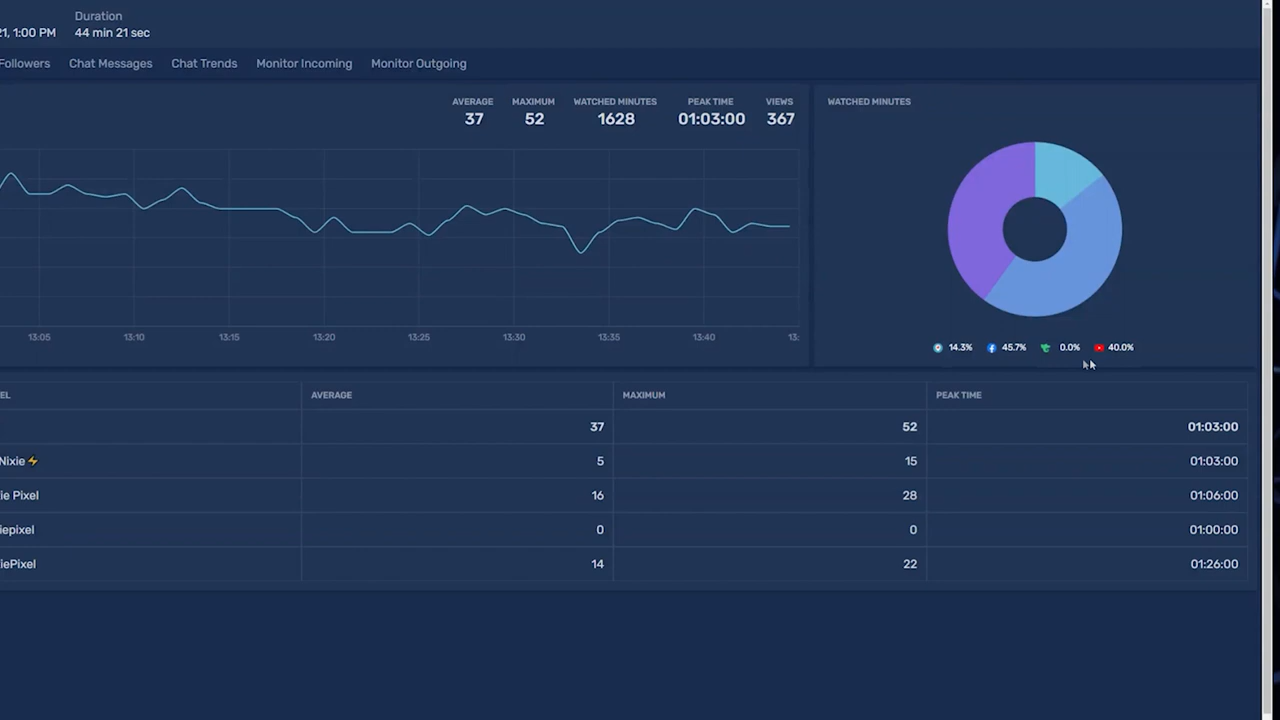 Duration
21, 1:00 PM 44 min 21 sec
Followers Chat Messages Chat Trends Monitor Incoming Monitor Outgoing
AVERAGE MAXIMUM WATCHED MINUTES PEAK TIME VIEWS
37 52 1628 01:03:00 367
WATCHED MINUTES
13:05 13:10 13:15 13:20 13:25 13:30 13:35 13:40 13:
14.3% 45.7% 0.0% 40.0%
EL AVERAGE MAXIMUM PEAK TIME
37 52 01:03:00
Nixie⚡ 5 15 01:03:00
ie Pixel 16 28 01:06:00
iepixel 0 0 01:00:00
iePixel 14 22 01:26:00